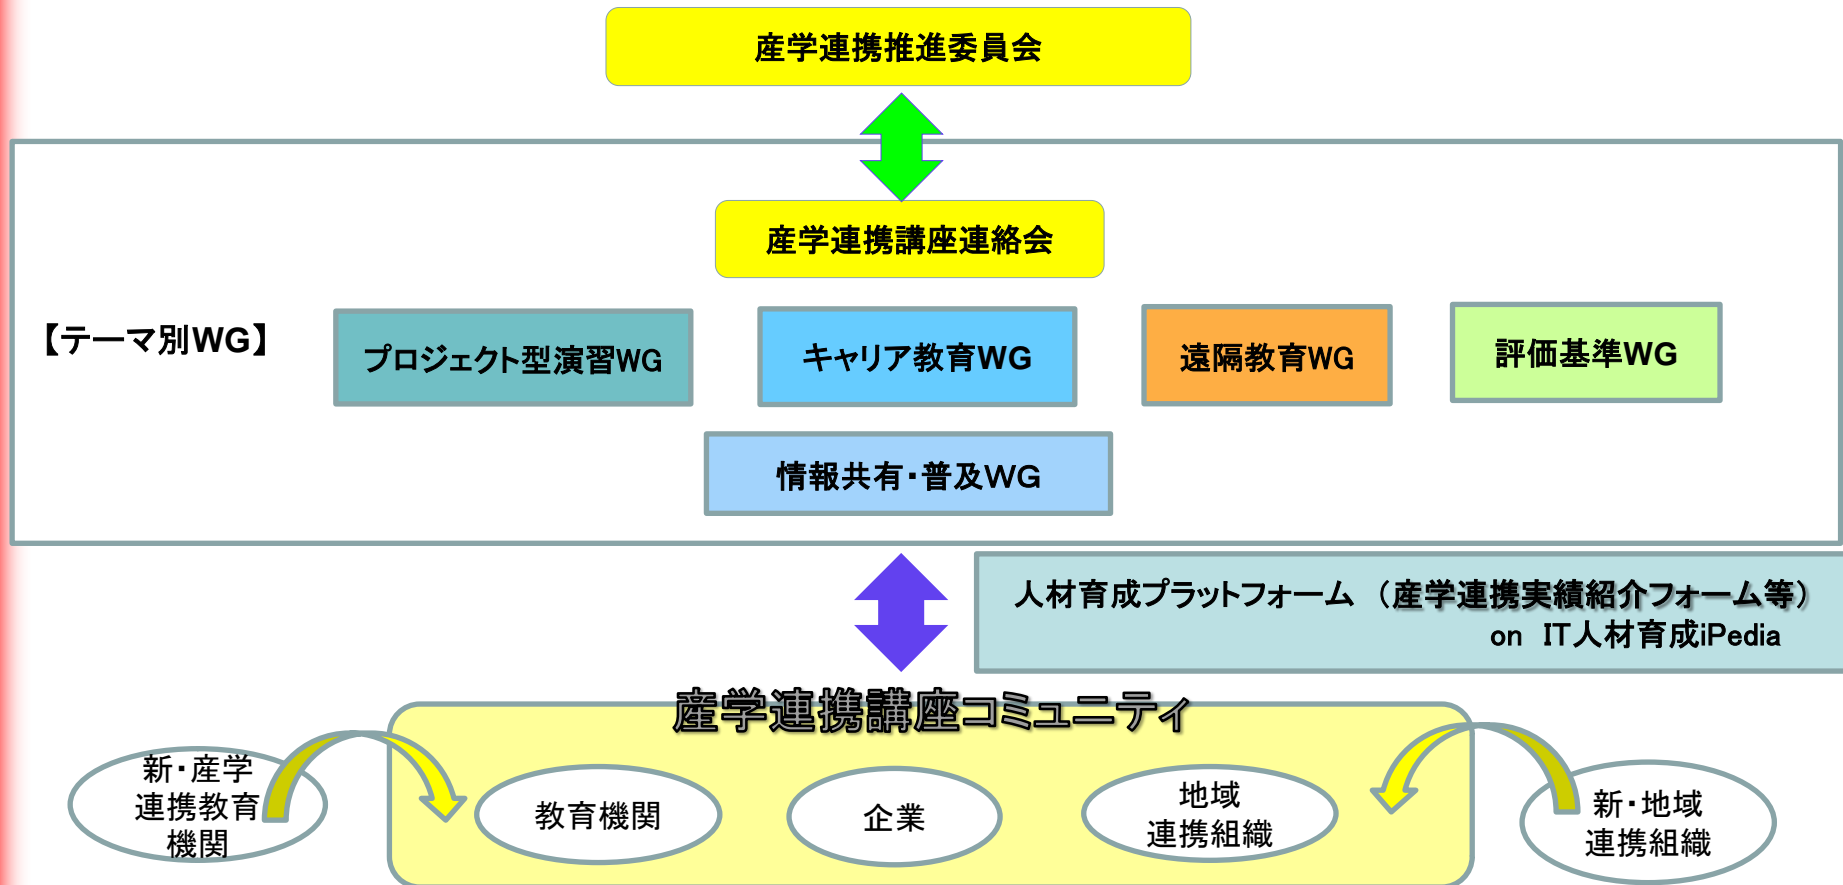 産学連携推進委員会
産学連携講座連絡会
【テーマ別WG】
プロジェクト型演習WG
キャリア教育WG
遠隔教育WG
評価基準WG
情報共有・普及WG
人材育成プラットフォーム （産学連携実績紹介フォーム等）
on IT人材育成iPedia
産学連携講座コミュニティ
新・産学
連携教育
機関
教育機関
企業
地域
連携組織
新・地域
連携組織